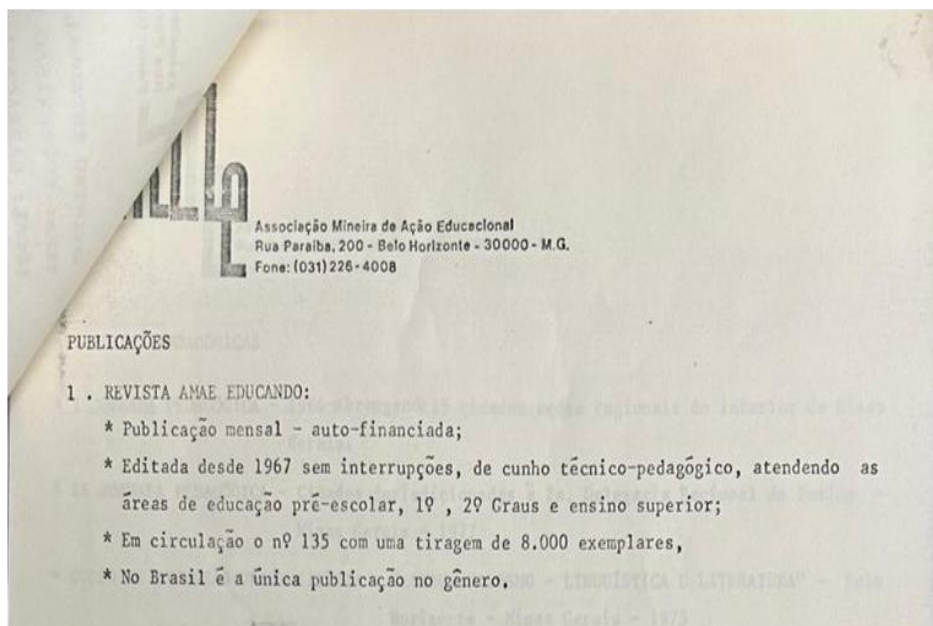 Associação Mineira de Ação Educacional
Rua Paraíba, 200 - Belo Horizonte - 30000 - M.G.
Fone: (031) 226-4008
PUBLICAÇÕES
1 . REVISTA AMAE EDUCANDO:
* Publicação mensal - auto-financiada;
* Editada desde 1967 sem interrupções, de cunho técnico-pedagógico, atendendo as
áreas de educação pré-escolar, 1º , 2º Graus e ensino superior;
* Em circulação o nº 135 com uma tiragem de 8.000 exemplares,
* No Brasil é a única publicação no gênero.